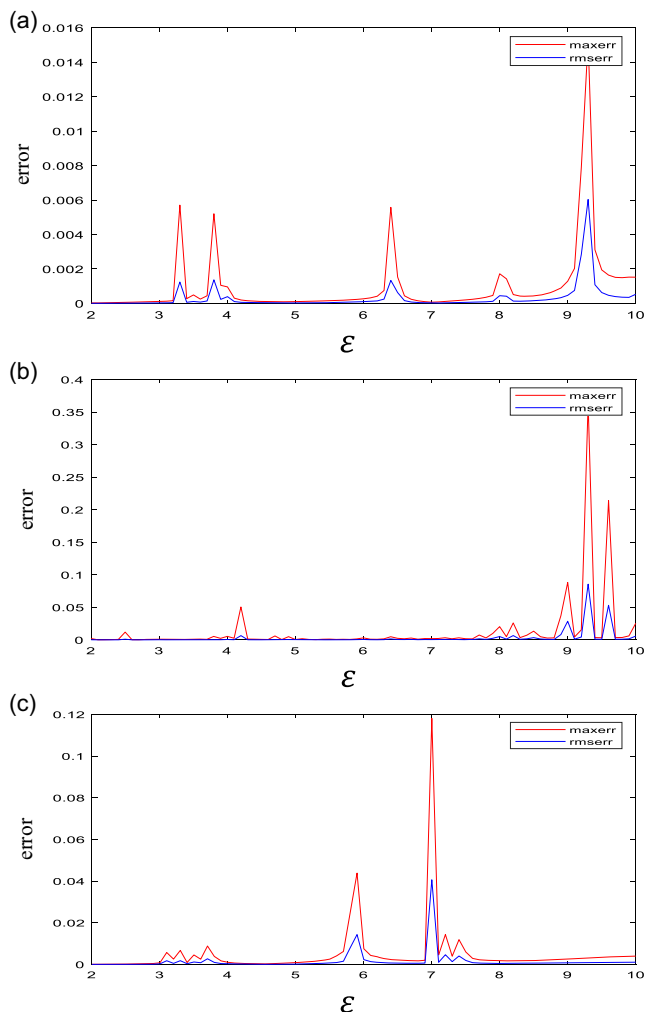 (a)
0.016
0.014
0.012
0.01
0.008
0.006
0.004
0.002
0
error
maxerr
rmserr
2 3 4 5 6 7 8 9 10
ε
(b)
0.4
0.35
0.3
0.25
0.2
0.15
0.1
0.05
0
error
maxerr
rmserr
2 3 4 5 6 7 8 9 10
ε
(c)
0.12
0.1
0.08
0.06
0.04
0.02
0
error
maxerr
rmserr
2 3 4 5 6 7 8 9 10
ε